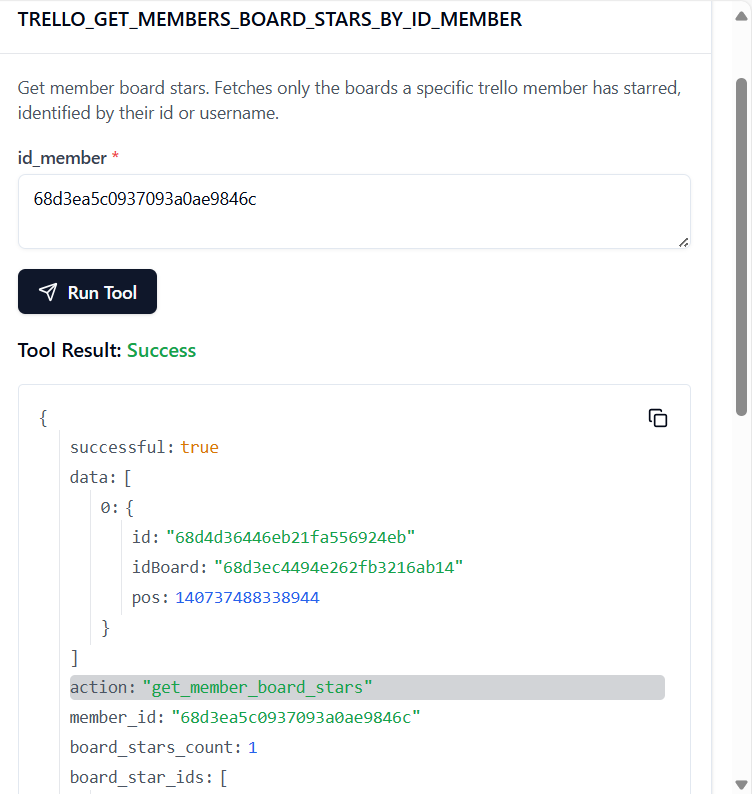 TRELLO_GET_MEMBERS_BOARD_STARS_BY_ID_MEMBER
Get member board stars. Fetches only the boards a specific trello member has starred,
identified by their id or username.
id_member *
68d3ea5c0937093a0ae9846c
Run Tool
Tool Result: Success
{
successful: true
data: [
0: {
id: "68d4d36446eb21fa556924eb"
idBoard: "68d3ec4494e262fb3216ab14"
pos: 140737488338944
}
]
action: "get_member_board_stars"
member_id: "68d3ea5c0937093a0ae9846c"
board_stars_count: 1
board_star_ids: [